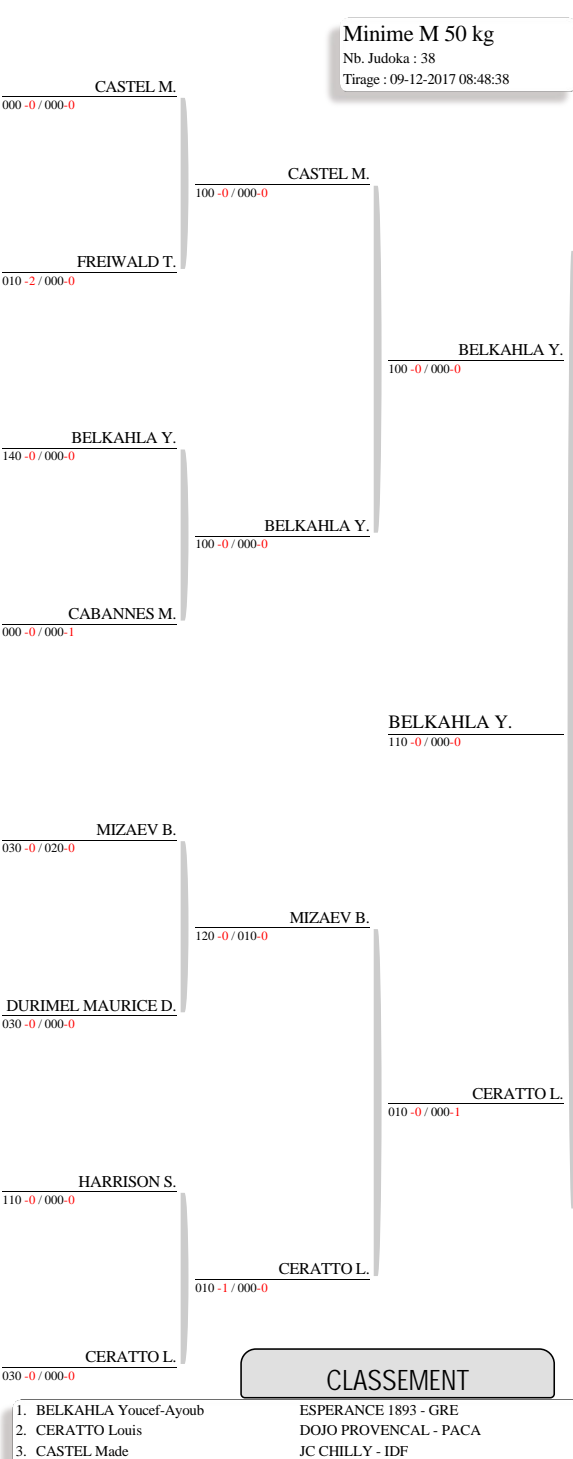 Minime M 50 kg
Nb. Judoka : 38
Tirage : 09-12-2017 08:48:38
CASTEL M.
000 -0 / 000-0
CASTEL M.
100 -0 / 000-0
FREIWALD T.
010 -2 / 000-0
BELKAHLA Y.
100 -0 / 000-0
BELKAHLA Y.
140 -0 / 000-0
BELKAHLA Y.
100 -0 / 000-0
CABANNES M.
000 -0 / 000-1
BELKAHLA Y.
110 -0 / 000-0
MIZAEV B.
030 -0 / 020-0
MIZAEV B.
120 -0 / 010-0
DURIMEL MAURICE D.
030 -0 / 000-0
CERATTO L.
010 -0 / 000-1
HARRISON S.
110 -0 / 000-0
CERATTO L.
010 -1 / 000-0
CERATTO L.
030 -0 / 000-0
CLASSEMENT
1. BELKAHLA Youcef-Ayoub ESPERANCE 1893 - GRE
2. CERATTO Louis DOJO PROVENCAL - PACA
3. CASTEL Made JC CHILLY - IDF